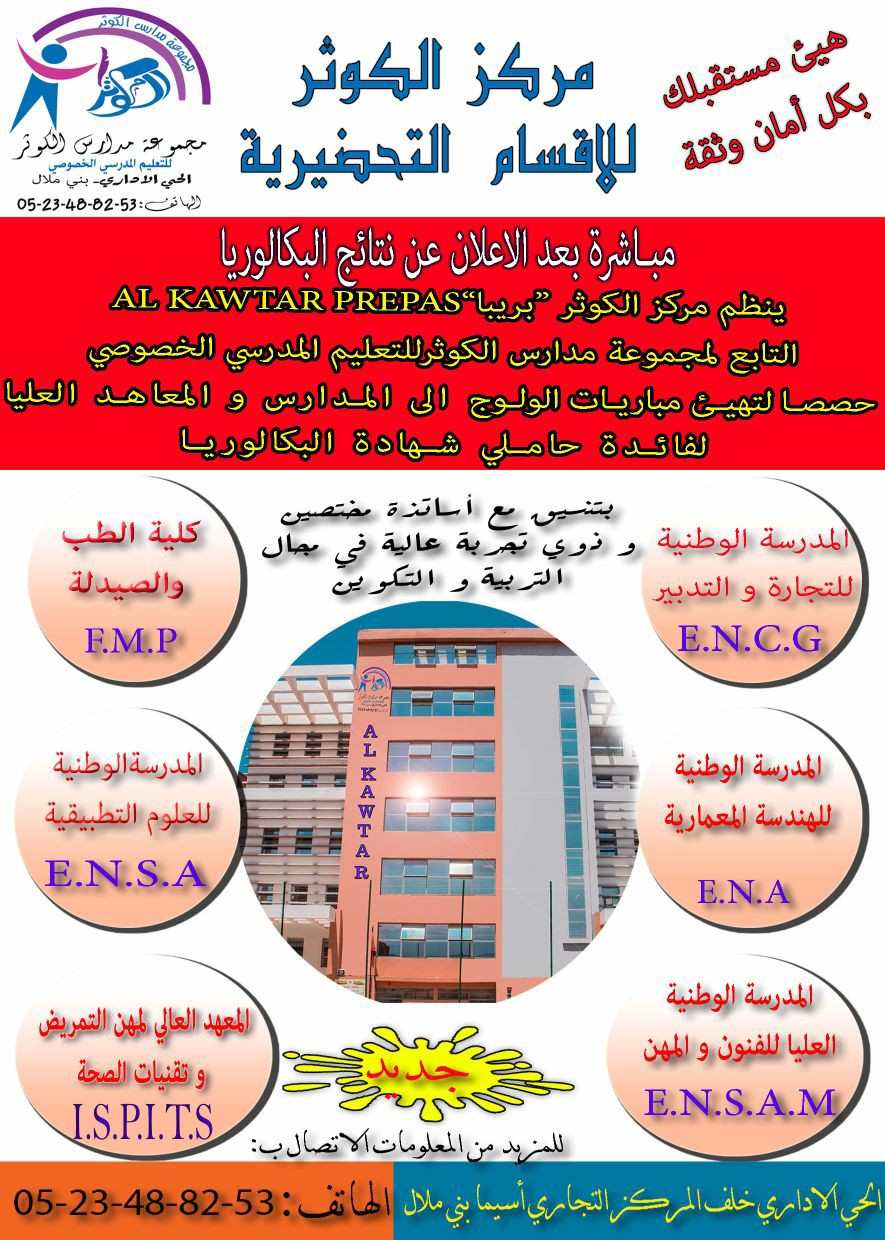 مجموعة مدارس الكوثر
الكوثر
مجموعة مدارس الكوثر
للتعليم المدرسي الخصوصي
الحي الاداري - بني ملال
الهاتف : 05-23-48-82-53
مركز الكوثر
للاقسام التحضيرية
هيئ مستقبلك
بكل أمان وثقة
مباشرة بعد الاعلان عن نتائج البكالوريا
ينظم مركز الكوثر ”بريبا“ AL KAWTAR PREPAS
التابع لمجموعة مدارس الكوثرللتعليم المدرسي الخصوصي
حصصا لتهيئ مباريات الولوج الى المدارس و المعاهد العليا
لفائدة حاملي شهادة البكالوريا
بتنسيق مع أساتذة مختصين
و ذوي تجربة عالية في مجال
التربية و التكوين
المدرسة الوطنية
للتجارة و التدبير
E.N.C.G
كلية الطب
والصيدلة
F.M.P
المدرسة الوطنية
للهندسة المعمارية
E.N.A
المدرسةالوطنية
للعلوم التطبيقية
E.N.S.A
AL KAWTAR
المدرسة الوطنية
العليا للفنون و المهن
E.N.S.A.M
المعهد العالي لمهن التمريض
و تقنيات الصحة
I.S.P.I.T.S
جديد
للمزيد من المعلومات الاتصال ب:
الحي الاداري خلف المركز التجاري أسيما بني ملال
الهاتف : 05-23-48-82-53